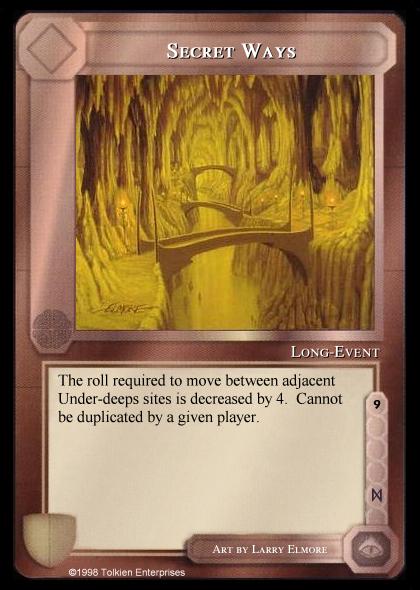 Secret Ways
ELMORE
Long-Event
The roll required to move between adjacent
Under-deeps sites is decreased by 4. Cannot
be duplicated by a given player.
9
ᛞ
Art by Larry Elmore
©1998 Tolkien Enterprises